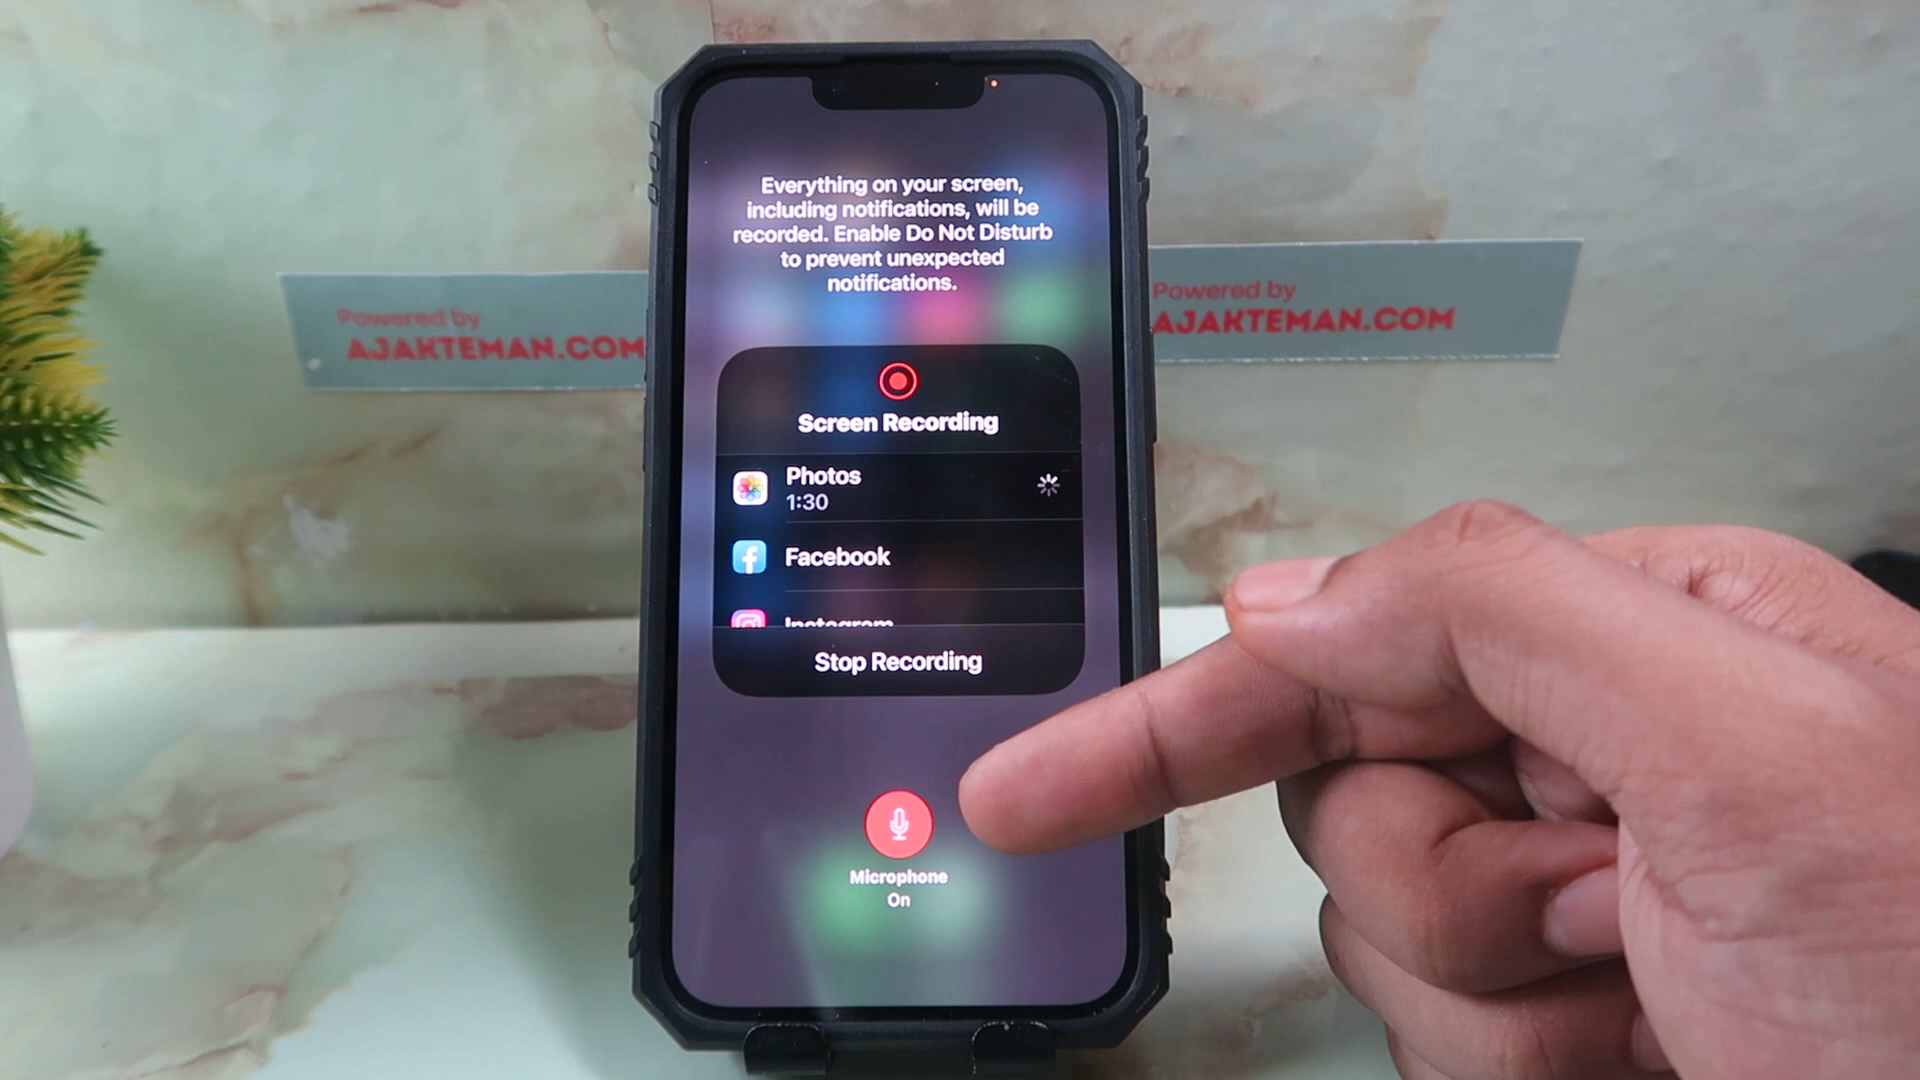 Everything on your screen,
including notifications, will be
recorded. Enable Do Not Disturb
to prevent unexpected
notifications.
Powered by
AJAKTEMAN.COM
Powered by
AJAKTEMAN.COM
Screen Recording
Photos
1:30
Facebook
Instagram
Stop Recording
Microphone
On